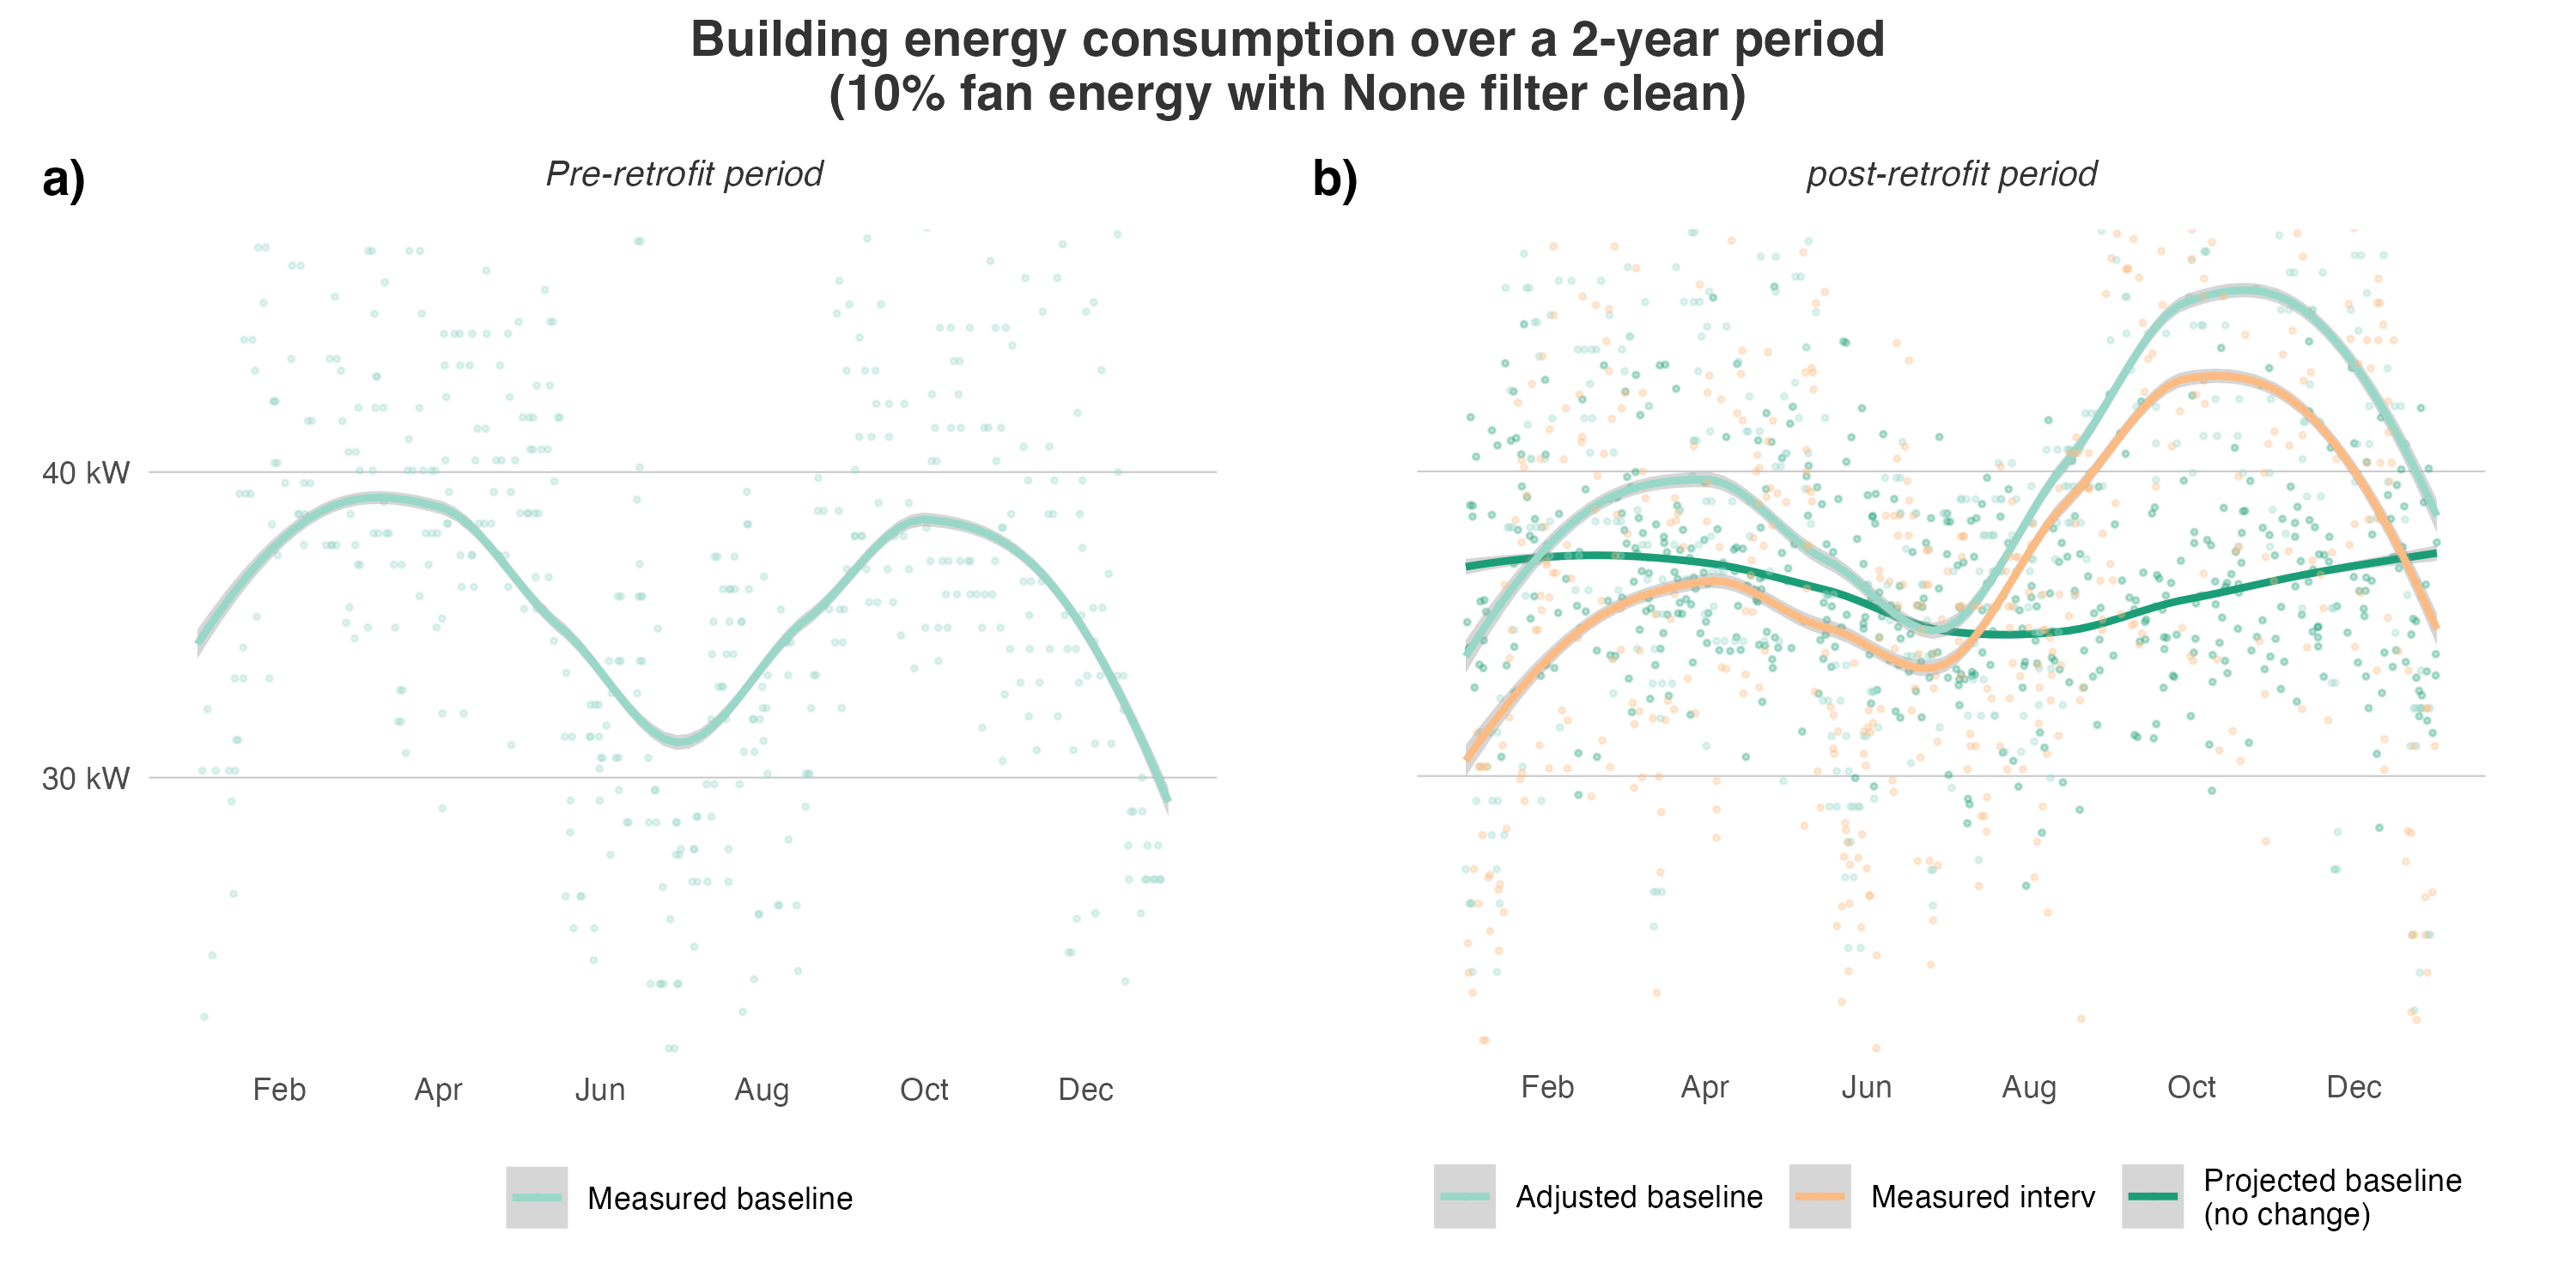 Building energy consumption over a 2-year period
(10% fan energy with None filter clean)
a)
Pre-retrofit period
40 kW
30 kW
Feb Apr Jun Aug Oct Dec
Measured baseline
b)
post-retrofit period
Feb Apr Jun Aug Oct Dec
Adjusted baseline
Measured interv
Projected baseline
(no change)